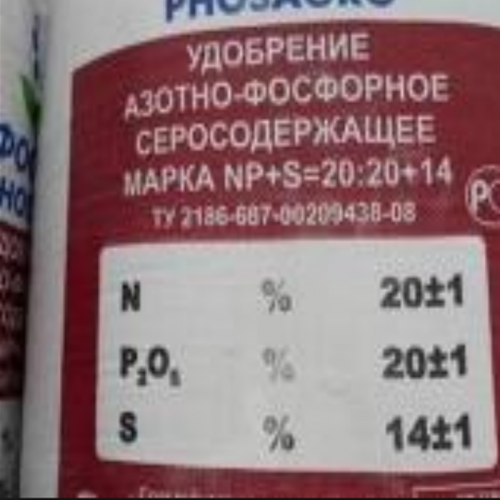 PHOSAGRO
УДОБРЕНИЕ
АЗОТНО-ФОСФОРНОЕ
СЕРОСОДЕРЖАЩЕЕ
МАРКА NP+S=20:20+14
ТУ 2186-687-00209438-08
N % 20±1
P₂O₅ % 20±1
S % 14±1